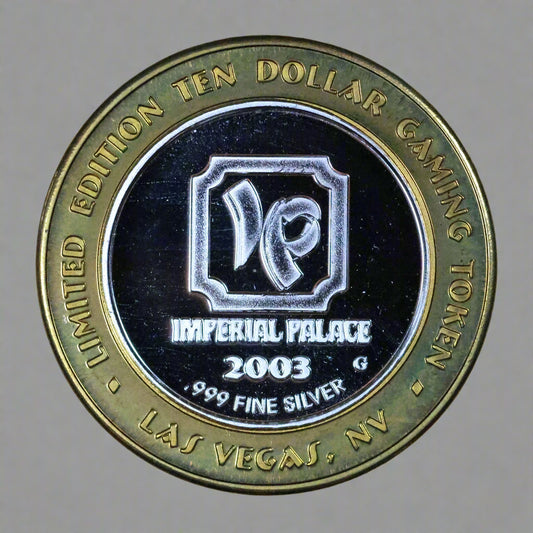 LIMITED EDITION TEN DOLLAR GAMING TOKEN
IP
IMPERIAL PALACE
2003
G
.999 FINE SILVER
LAS VEGAS, NV